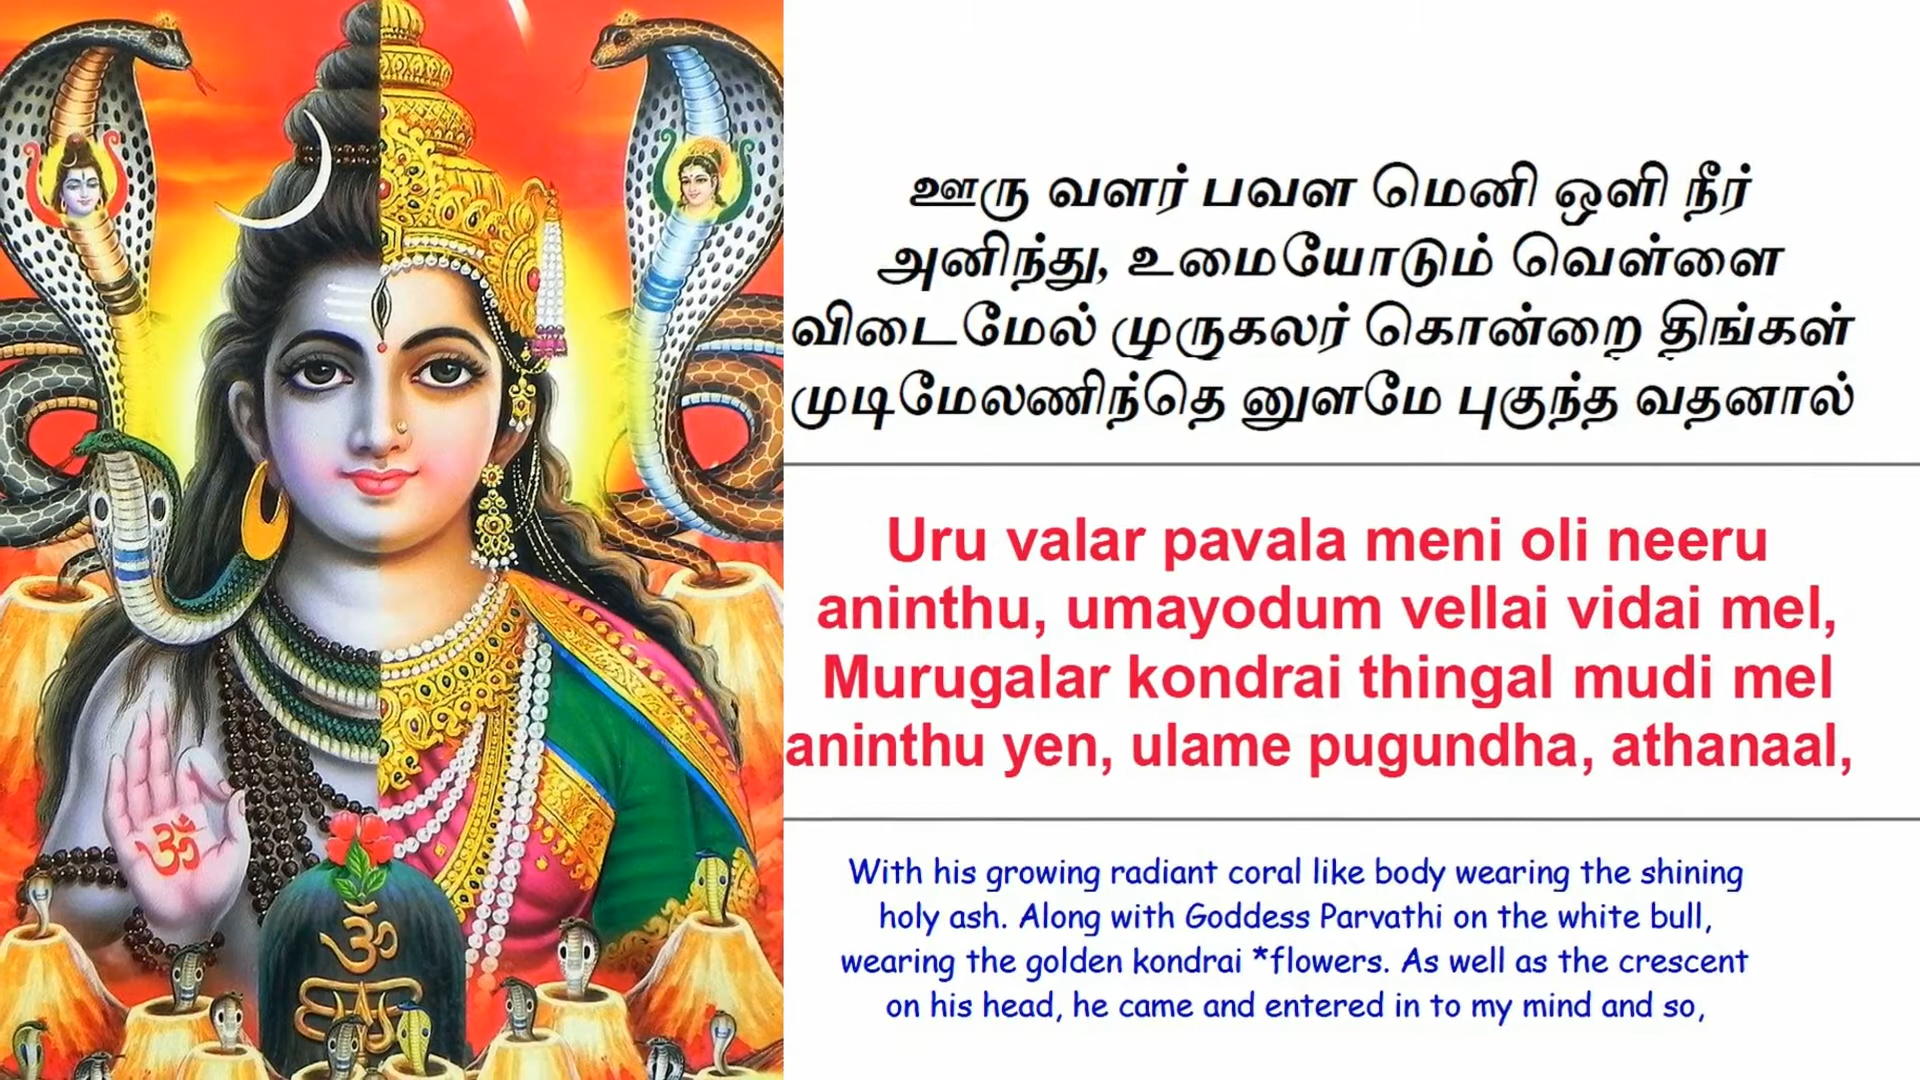 ஊரு வளர் பவள மெனி ஒளி நீர்
அனிந்து, உமையோடும் வெள்ளை
விடைமேல் முருகலர் கொன்றை திங்கள்
முடிமேலணிந்தெ னுளமே புகுந்த வதனால்
Uru valar pavala meni oli neeru
aninthu, umayodum vellai vidai mel,
Murugalar kondrai thingal mudi mel
aninthu yen, ulame pugundha, athanaal,
With his growing radiant coral like body wearing the shining
holy ash. Along with Goddess Parvathi on the white bull,
wearing the golden kondrai *flowers. As well as the crescent
on his head, he came and entered in to my mind and so,
ॐ
ॐ